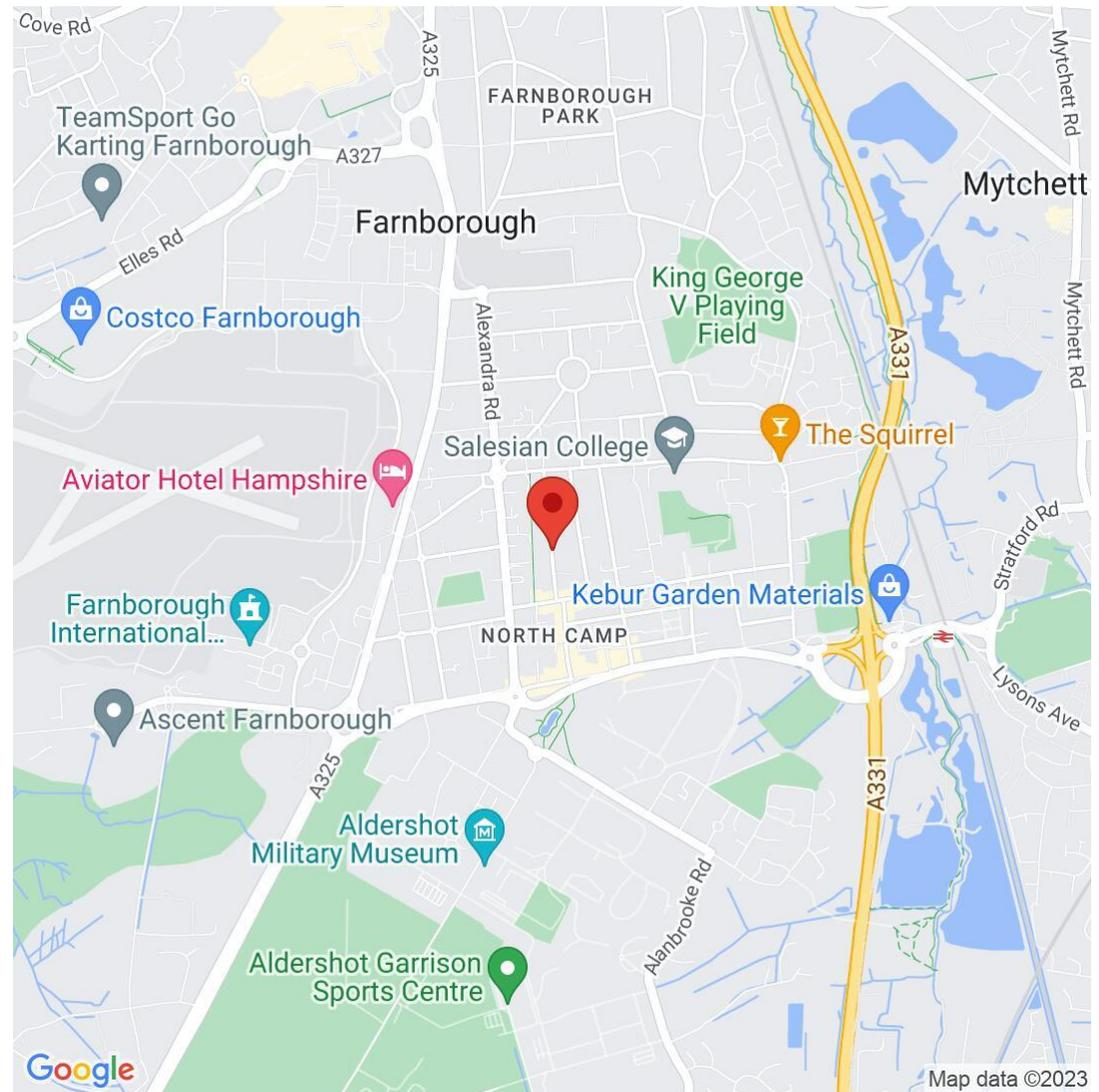 Cove Rd
A325
Mytchett Rd
FARNBOROUGH
PARK
TeamSport Go
Karting Farnborough
A327
Mytchett
Farnborough
Elles Rd
King George
V Playing
Field
Costco Farnborough
Alexandra Rd
A331
Mytchett Rd
Salesian College
The Squirrel
Aviator Hotel Hampshire
Stratford Rd
Kebur Garden Materials
Farnborough
International...
NORTH CAMP
Lysons Ave
Ascent Farnborough
A325
A331
Aldershot
Military Museum
Alanbrooke Rd
Aldershot Garrison
Sports Centre
Google
Map data ©2023